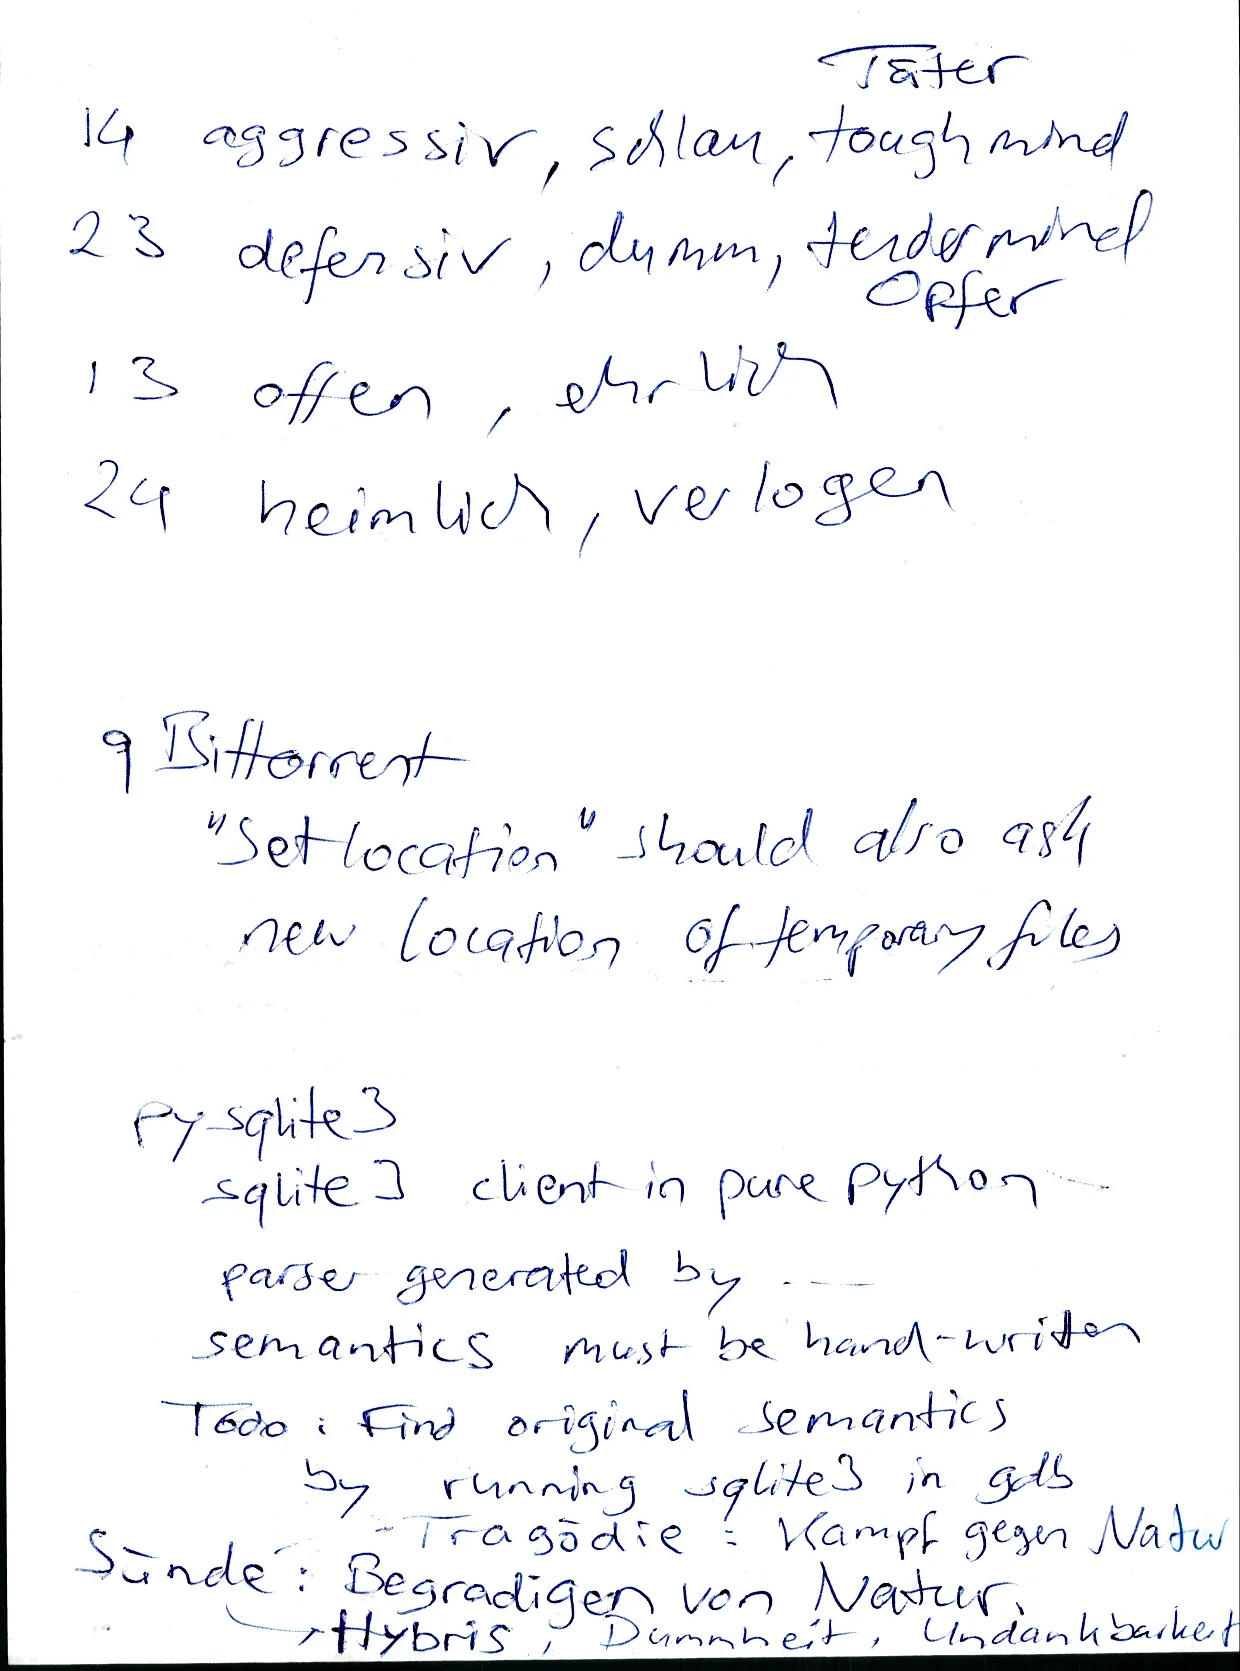 Täter
14 aggressiv, schlau, toughmind
23 defensiv, dumm, tendermind
Opfer
13 offen, ehrlich
24 heimlich, verlogen
q Bittorrent
"Set location" should also ask
new location of temporary files
py-sqlite3
sqlite3 client in pure python
parser generated by ...
semantics must be hand-writen
Todo: Find original semantics
by running sqlite3 in gdb
- Tragödie: Kampf gegen Natur
Sünde: Begradigen von Natur.
→ Hybris, Dummheit, Undankbarkeit